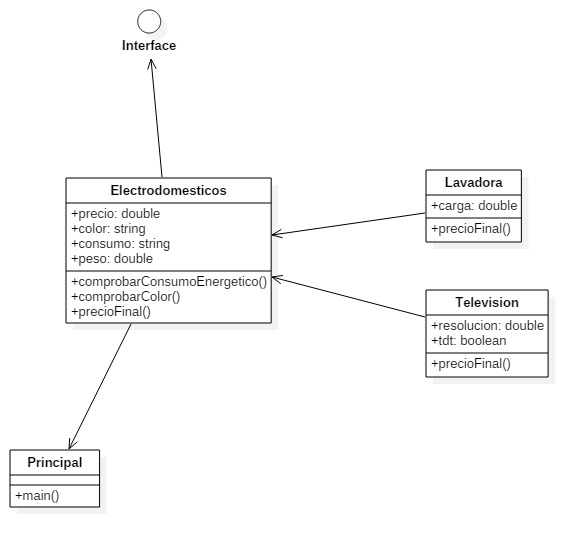 Interface
Electrodomesticos
+precio: double
+color: string
+consumo: string
+peso: double
+comprobarConsumoEnergetico()
+comprobarColor()
+precioFinal()
Lavadora
+carga: double
+precioFinal()
Television
+resolucion: double
+tdt: boolean
+precioFinal()
Principal
+main()